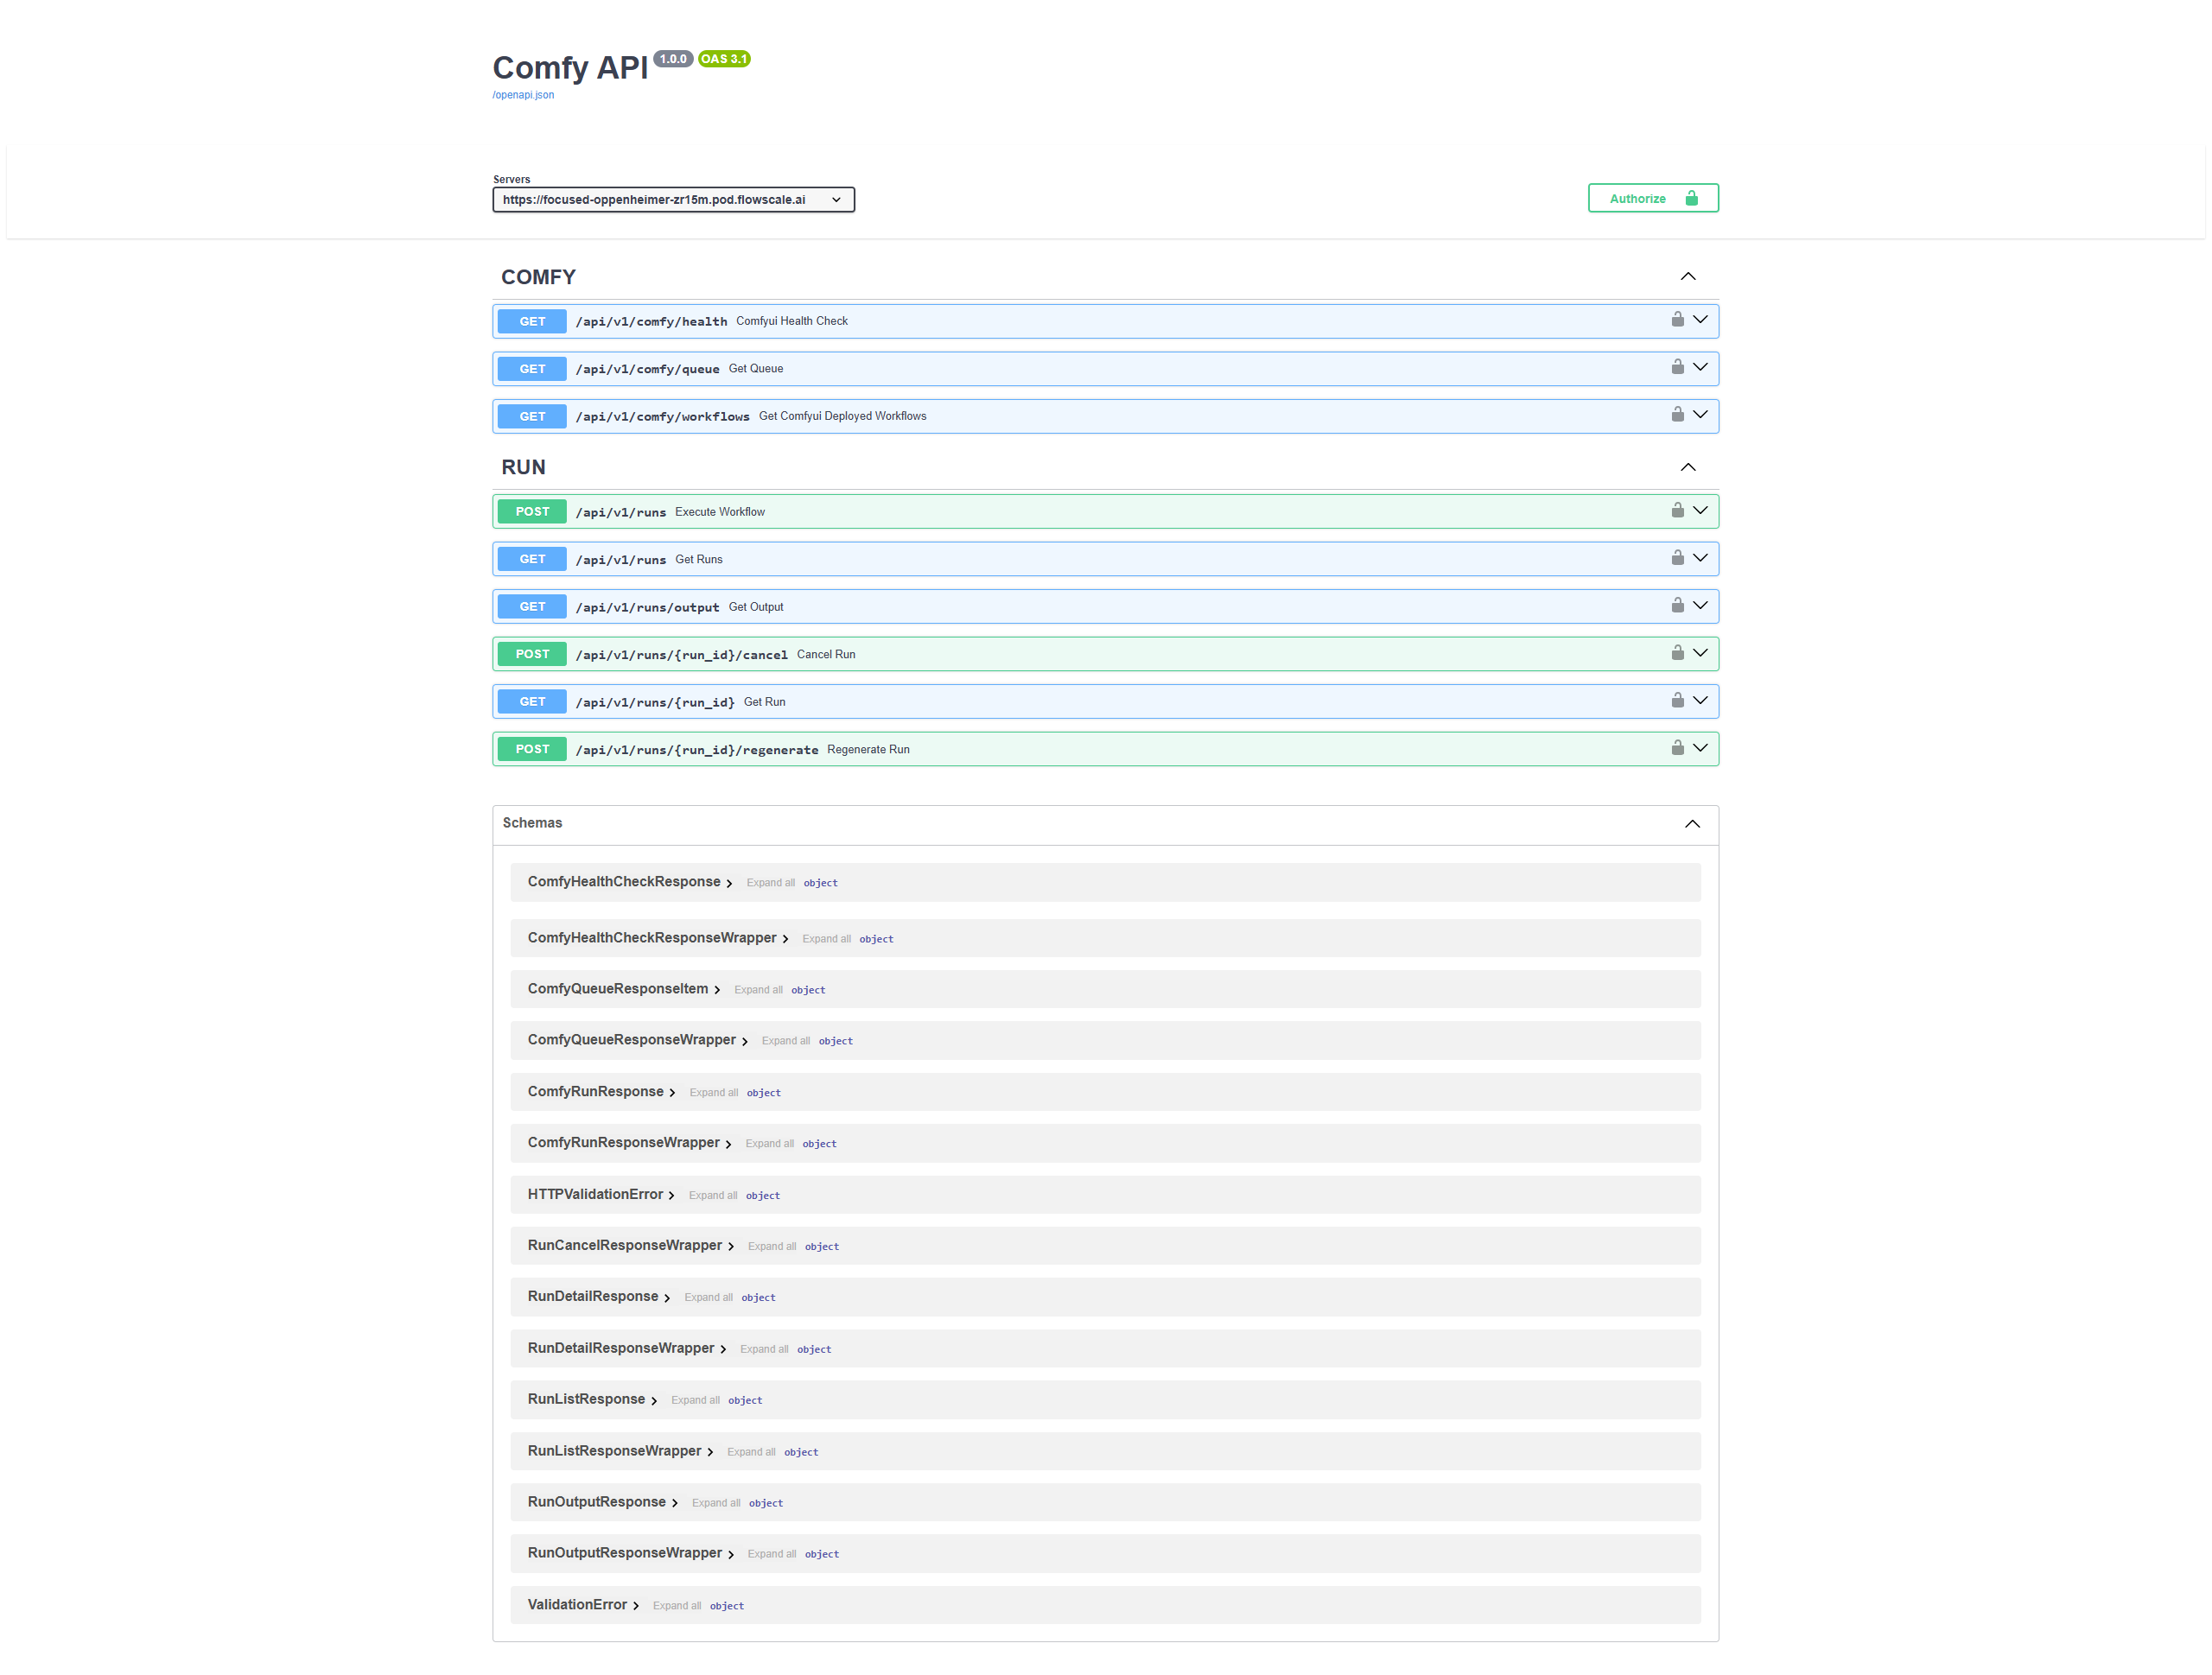 Comfy API 1.0.0 OAS 3.1
/openapi.json
Servers
https://focused-oppenheimer-zr15m.pod.flowscale.ai
Authorize
COMFY
GET /api/v1/comfy/health Comfyui Health Check
GET /api/v1/comfy/queue Get Queue
GET /api/v1/comfy/workflows Get Comfyui Deployed Workflows
RUN
POST /api/v1/runs Execute Workflow
GET /api/v1/runs Get Runs
GET /api/v1/runs/output Get Output
POST /api/v1/runs/{run_id}/cancel Cancel Run
GET /api/v1/runs/{run_id} Get Run
POST /api/v1/runs/{run_id}/regenerate Regenerate Run
Schemas
ComfyHealthCheckResponse Expand all object
ComfyHealthCheckResponseWrapper Expand all object
ComfyQueueResponseItem Expand all object
ComfyQueueResponseWrapper Expand all object
ComfyRunResponse Expand all object
ComfyRunResponseWrapper Expand all object
HTTPValidationError Expand all object
RunCancelResponseWrapper Expand all object
RunDetailResponse Expand all object
RunDetailResponseWrapper Expand all object
RunListResponse Expand all object
RunListResponseWrapper Expand all object
RunOutputResponse Expand all object
RunOutputResponseWrapper Expand all object
ValidationError Expand all object